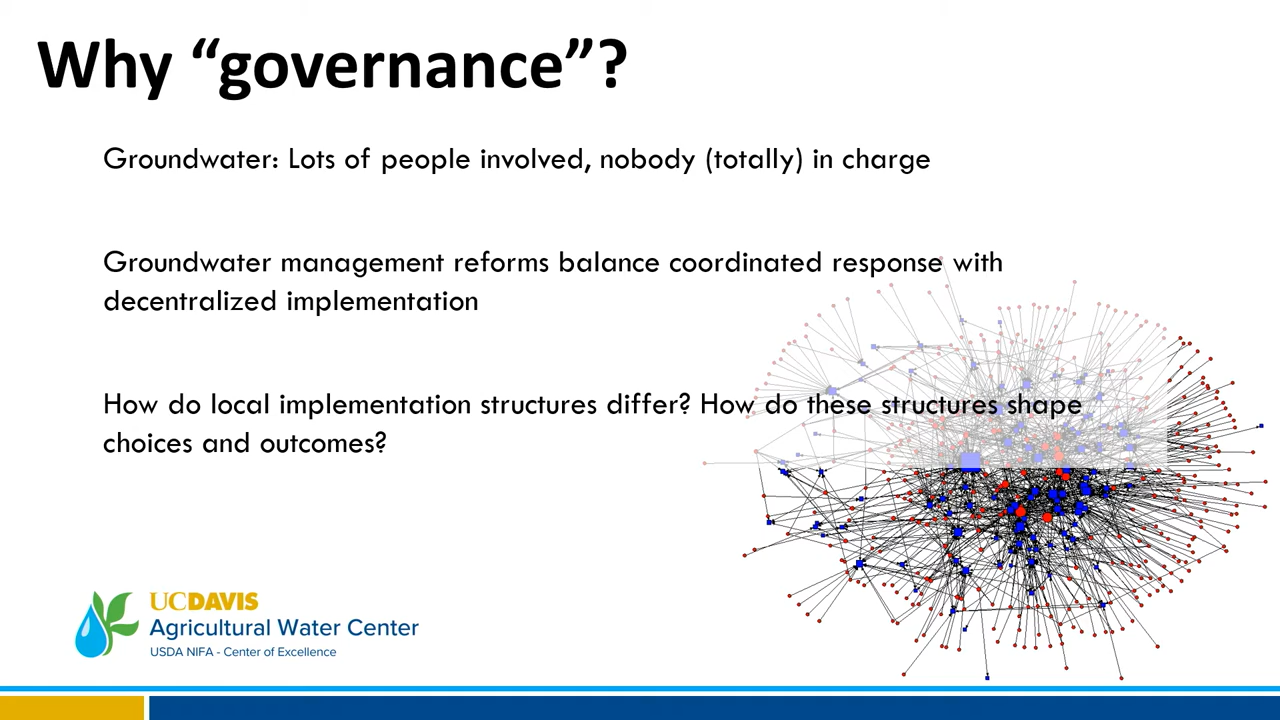 Why “governance”?
Groundwater: Lots of people involved, nobody (totally) in charge
Groundwater management reforms balance coordinated response with
decentralized implementation
How do local implementation structures differ? How do these structures shape
choices and outcomes?
UCDAVIS
Agricultural Water Center
USDA NIFA - Center of Excellence